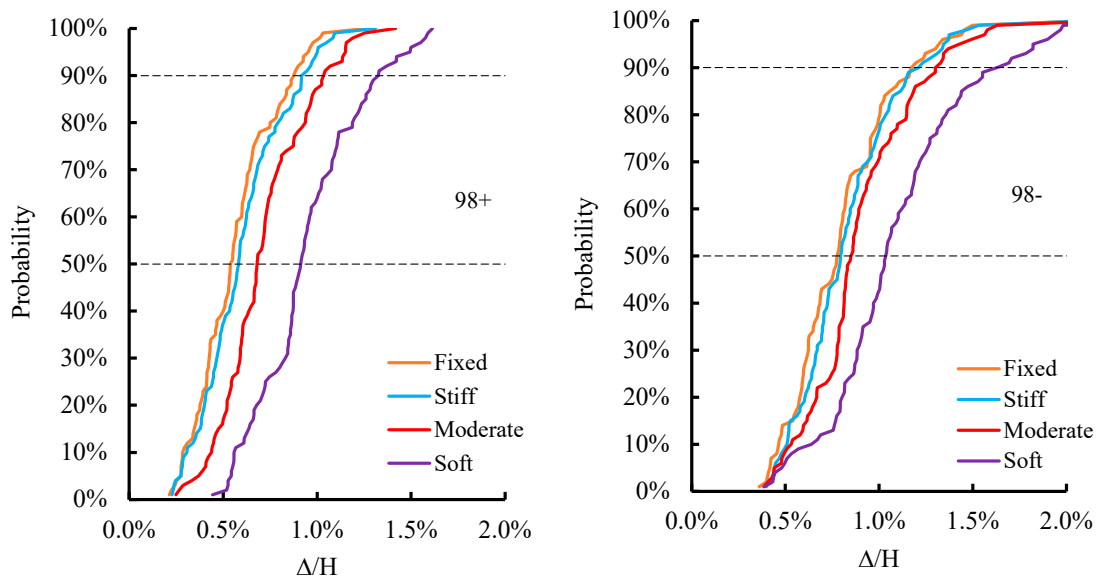 100%
90%
80%
70%
60%
50%
40%
30%
20%
10%
0%
Probability
98+
Fixed
Stiff
Moderate
Soft
0.0% 0.5% 1.0% 1.5% 2.0%
Δ/H
100%
90%
80%
70%
60%
50%
40%
30%
20%
10%
0%
Probability
98-
Fixed
Stiff
Moderate
Soft
0.0% 0.5% 1.0% 1.5% 2.0%
Δ/H